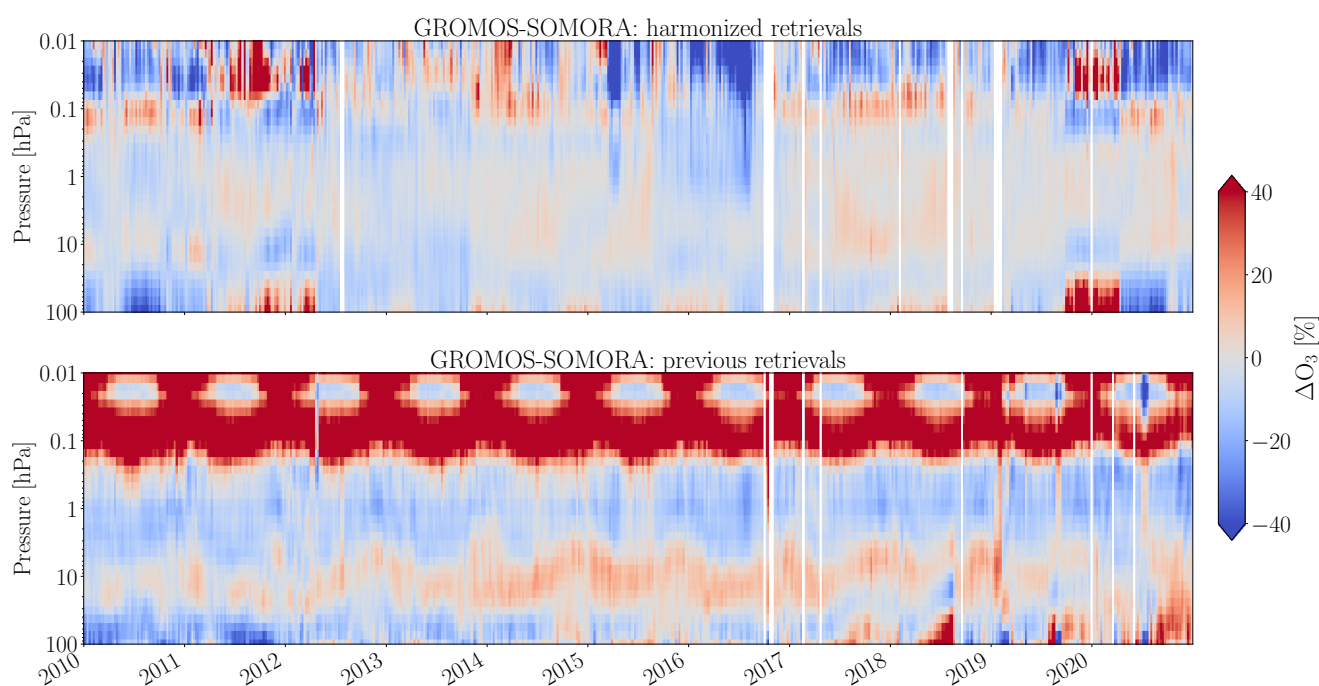 GROMOS-SOMORA: harmonized retrievals
0.01
0.1
1
10
100
Pressure [hPa]
GROMOS-SOMORA: previous retrievals
0.01
0.1
1
10
100
Pressure [hPa]
2010 2011 2012 2013 2014 2015 2016 2017 2018 2019 2020
40
20
0
−20
−40
ΔO₃ [%]